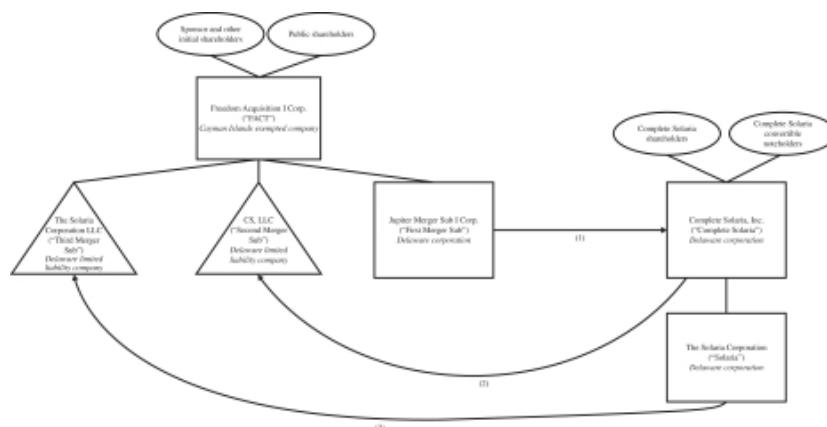 Sponsor and other
initial shareholders
Public shareholders
Freedom Acquisition I Corp.
("FACT")
Cayman Islands exempted company
Complete Solaria
shareholders
Complete Solaria
convertible
noteholders
The Solaria
Corporation LLC
("Third Merger
Sub")
Delaware limited
liability company
CS, LLC
("Second Merger
Sub")
Delaware limited
liability company
Jupiter Merger Sub I Corp.
("First Merger Sub")
Delaware corporation
(1)
Complete Solaria, Inc.
("Complete Solaria")
Delaware corporation
The Solaria Corporation
("Solaria")
Delaware corporation
(2)